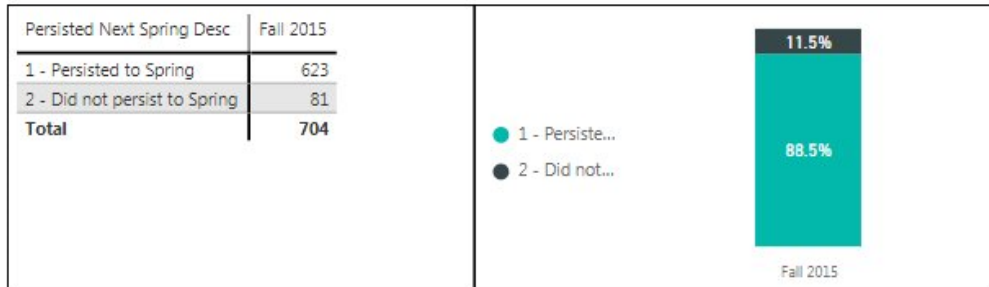 Persisted Next Spring Desc Fall 2015
1 - Persisted to Spring 623
2 - Did not persist to Spring 81
Total 704
11.5%
1 - Persiste...
88.5%
2 - Did not...
Fall 2015